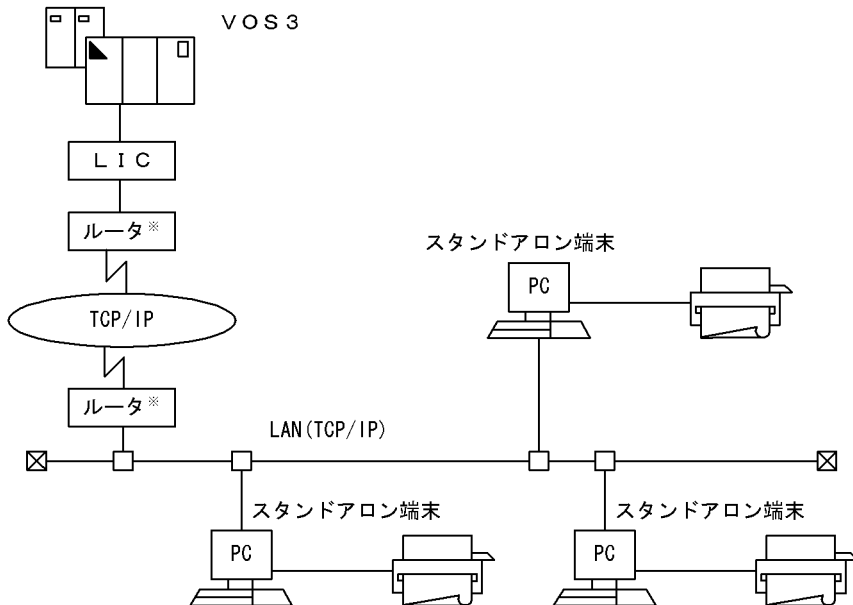 VOS3
LIC
ルータ※
スタンドアロン端末
PC
TCP/IP
ルータ※
LAN(TCP/IP)
スタンドアロン端末
スタンドアロン端末
PC
PC